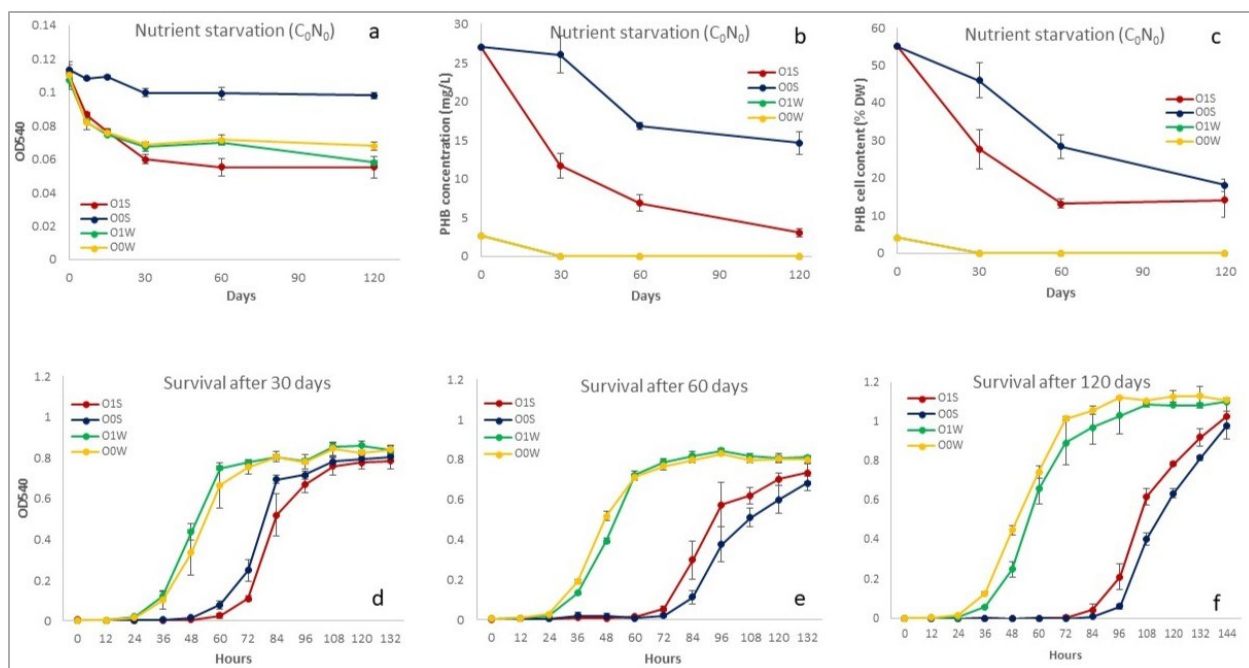 Nutrient starvation (C₀N₀)
a
0.14
0.12
0.1
0.08
0.06
0.04
0.02
0
OD540
O1S
O0S
O1W
O0W
0 30 60 90 120
Days
Nutrient starvation (C₀N₀)
b
30
25
20
15
10
5
0
PHB concentration (mg/L)
O1S
O0S
O1W
O0W
0 30 60 90 120
Days
Nutrient starvation (C₀N₀)
c
60
50
40
30
20
10
0
PHB cell content (% DW)
O1S
O0S
O1W
O0W
0 30 60 90 120
Days
Survival after 30 days
1.2
1
0.8
0.6
0.4
0.2
0
OD540
O1S
O0S
O1W
O0W
d
0 12 24 36 48 60 72 84 96 108 120 132
Hours
Survival after 60 days
1.2
1
0.8
0.6
0.4
0.2
0
O1S
O0S
O1W
O0W
e
0 12 24 36 48 60 72 84 96 108 120 132
Hours
Survival after 120 days
1.2
1
0.8
0.6
0.4
0.2
0
O1S
O0S
O1W
O0W
f
0 12 24 36 48 60 72 84 96 108 120 132 144
Hours